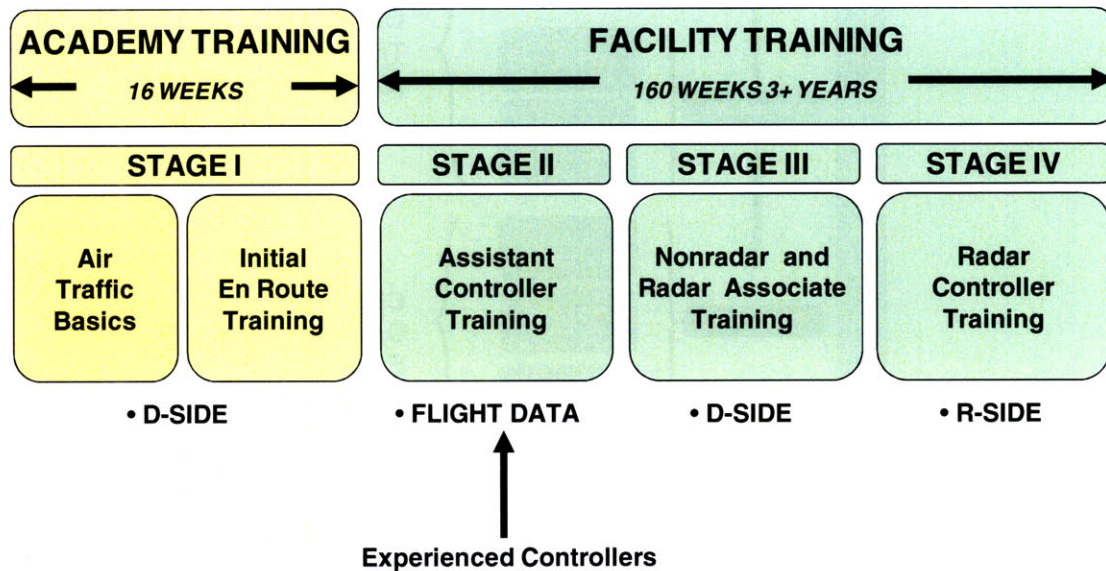 ACADEMY TRAINING
16 WEEKS
FACILITY TRAINING
160 WEEKS 3+ YEARS
STAGE I
STAGE II
STAGE III
STAGE IV
Air
Traffic
Basics
Initial
En Route
Training
Assistant
Controller
Training
Nonradar and
Radar Associate
Training
Radar
Controller
Training
• D-SIDE
• FLIGHT DATA
• D-SIDE
• R-SIDE
Experienced Controllers